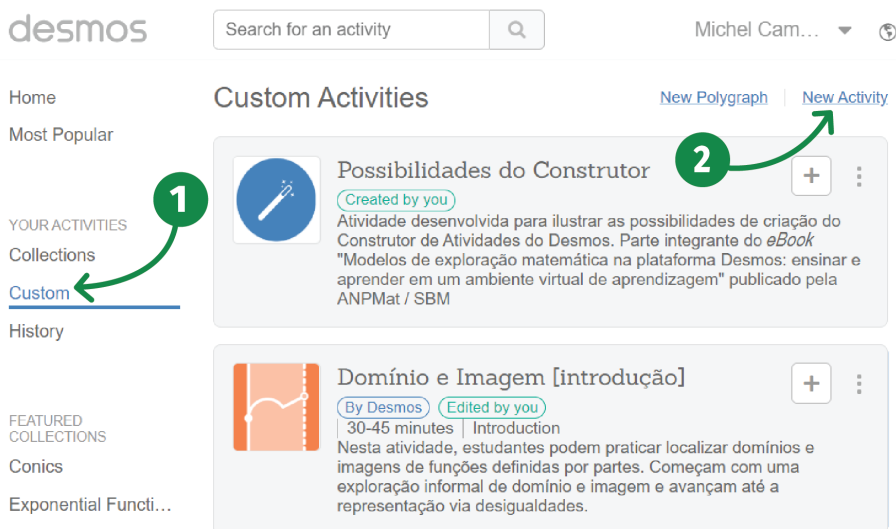 desmos
Search for an activity
Michel Cam...
Home
Most Popular
YOUR ACTIVITIES
Collections
Custom
History
FEATURED
COLLECTIONS
Conics
Exponential Functi...
1
Custom Activities
New Polygraph
New Activity
2
Possibilidades do Construtor
Created by you
Atividade desenvolvida para ilustrar as possibilidades de criação do
Construtor de Atividades do Desmos. Parte integrante do eBook
"Modelos de exploração matemática na plataforma Desmos: ensinar e
aprender em um ambiente virtual de aprendizagem" publicado pela
ANPMat / SBM
Domínio e Imagem [introdução]
By Desmos Edited by you
30-45 minutes Introduction
Nesta atividade, estudantes podem praticar localizar domínios e
imagens de funções definidas por partes. Começam com uma
exploração informal de domínio e imagem e avançam até a
representação via desigualdades.